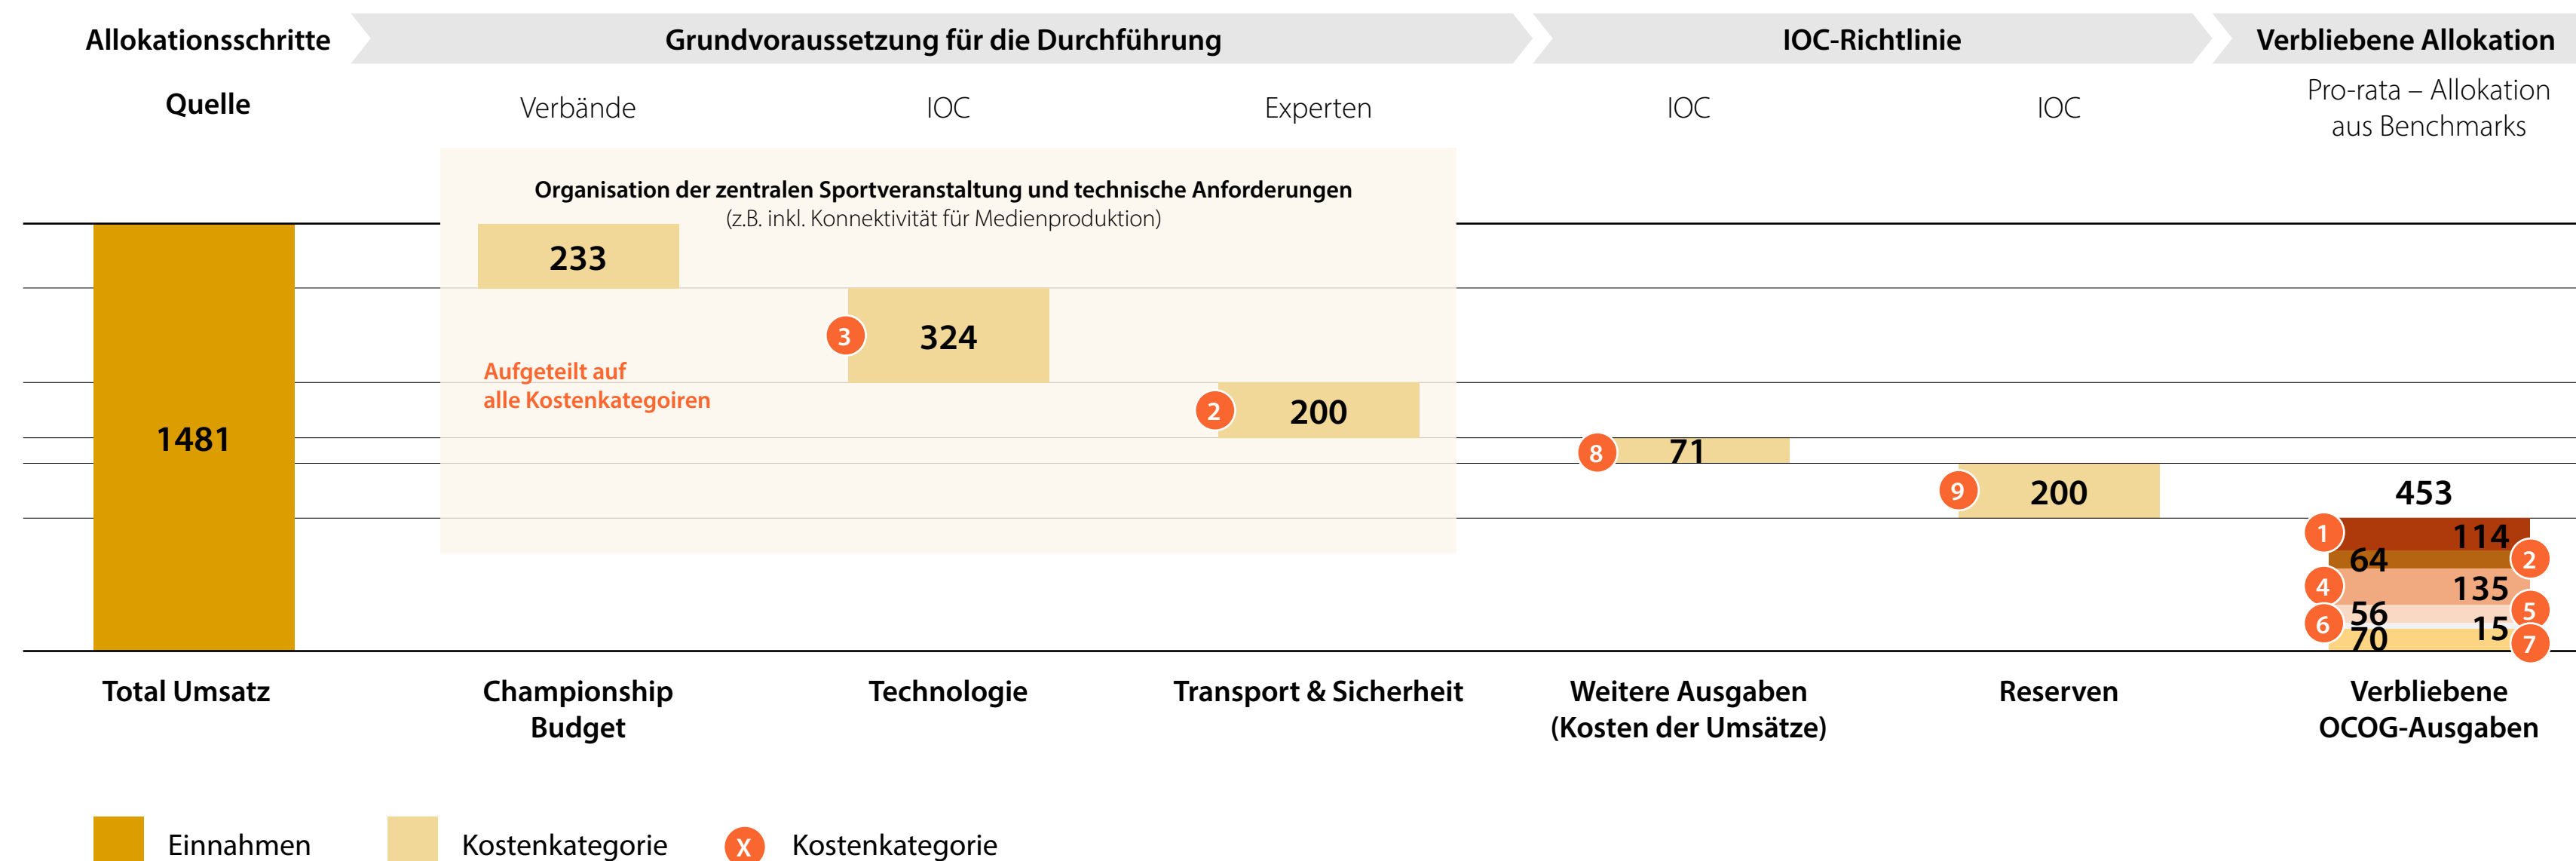 Allokationsschritte
Grundvoraussetzung für die Durchführung
IOC-Richtlinie
Verbliebene Allokation
Quelle
Verbände
IOC
Experten
IOC
IOC
Pro-rata – Allokation
aus Benchmarks
Organisation der zentralen Sportveranstaltung und technische Anforderungen
(z.B. inkl. Konnektivität für Medienproduktion)
233
3
324
Aufgeteilt auf
alle Kostenkategoiren
2
200
1481
8
71
9
200
453
1
114
64
2
4
135
56
5
6
15
70
7
Total Umsatz
Championship
Budget
Technologie
Transport & Sicherheit
Weitere Ausgaben
(Kosten der Umsätze)
Reserven
Verbliebene
OCOG-Ausgaben
Einnahmen
Kostenkategorie
X
Kostenkategorie